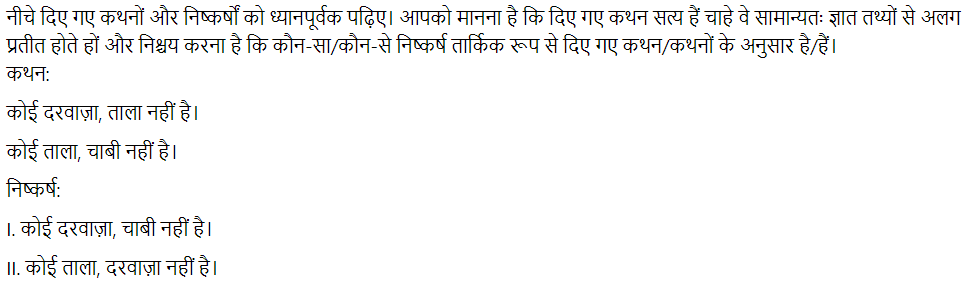 नीचे दिए गए कथनों और निष्कर्षों को ध्यानपूर्वक पढ़िए। आपको मानना है कि दिए गए कथन सत्य हैं चाहे वे सामान्यतः ज्ञात तथ्यों से अलग
प्रतीत होते हों और निश्चय करना है कि कौन-सा/कौन-से निष्कर्ष तार्किक रूप से दिए गए कथन/कथनों के अनुसार है/हैं।
कथन:
कोई दरवाज़ा, ताला नहीं है।
कोई ताला, चाबी नहीं है।
निष्कर्ष:
I. कोई दरवाज़ा, चाबी नहीं है।
II. कोई ताला, दरवाज़ा नहीं है।